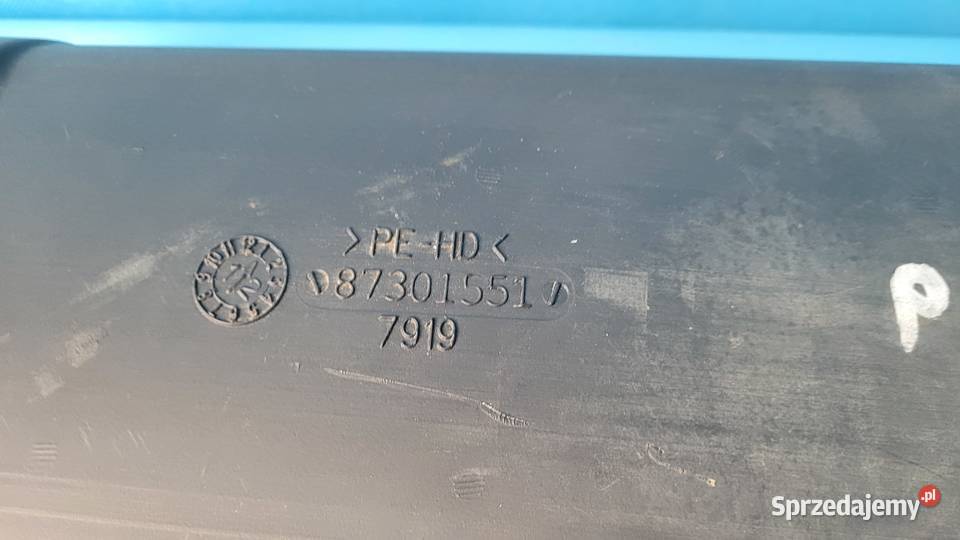 >PE-HD<
87301551
7919
P
Sprzedajemy.pl